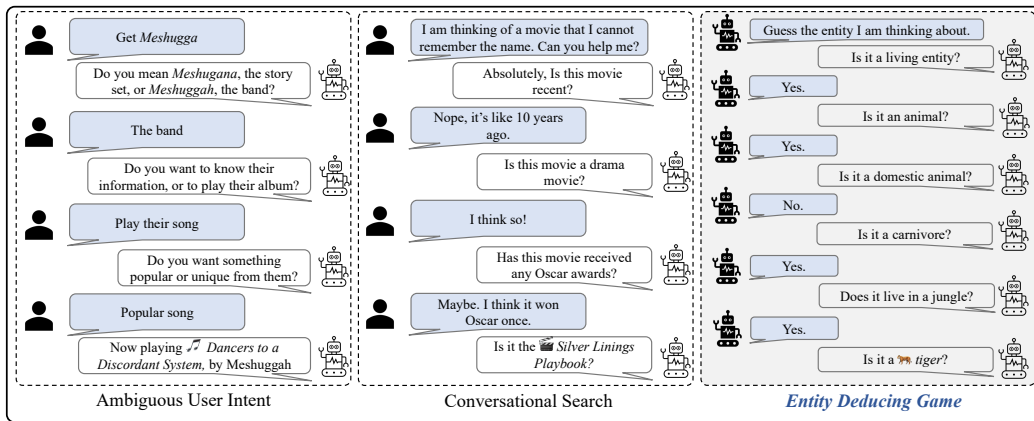 Get Meshugga
Do you mean Meshugana, the story
set, or Meshuggah, the band?
The band
Do you want to know their
information, or to play their album?
Play their song
Do you want something
popular or unique from them?
Popular song
Now playing Dancers to a
Discordant System, by Meshuggah
Ambiguous User Intent
I am thinking of a movie that I cannot
remember the name. Can you help me?
Absolutely, Is this movie
recent?
Nope, it's like 10 years
ago.
Is this movie a drama
movie?
I think so!
Has this movie received
any Oscar awards?
Maybe. I think it won
Oscar once.
Is it the Silver Linings
Playbook?
Conversational Search
Guess the entity I am thinking about.
Is it a living entity?
Yes.
Is it an animal?
Yes.
Is it a domestic animal?
No.
Is it a carnivore?
Yes.
Does it live in a jungle?
Yes.
Is it a tiger?
Entity Deducing Game